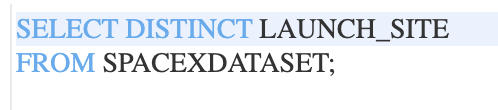 SELECT DISTINCT LAUNCH_SITE
FROM SPACEXDATASET;